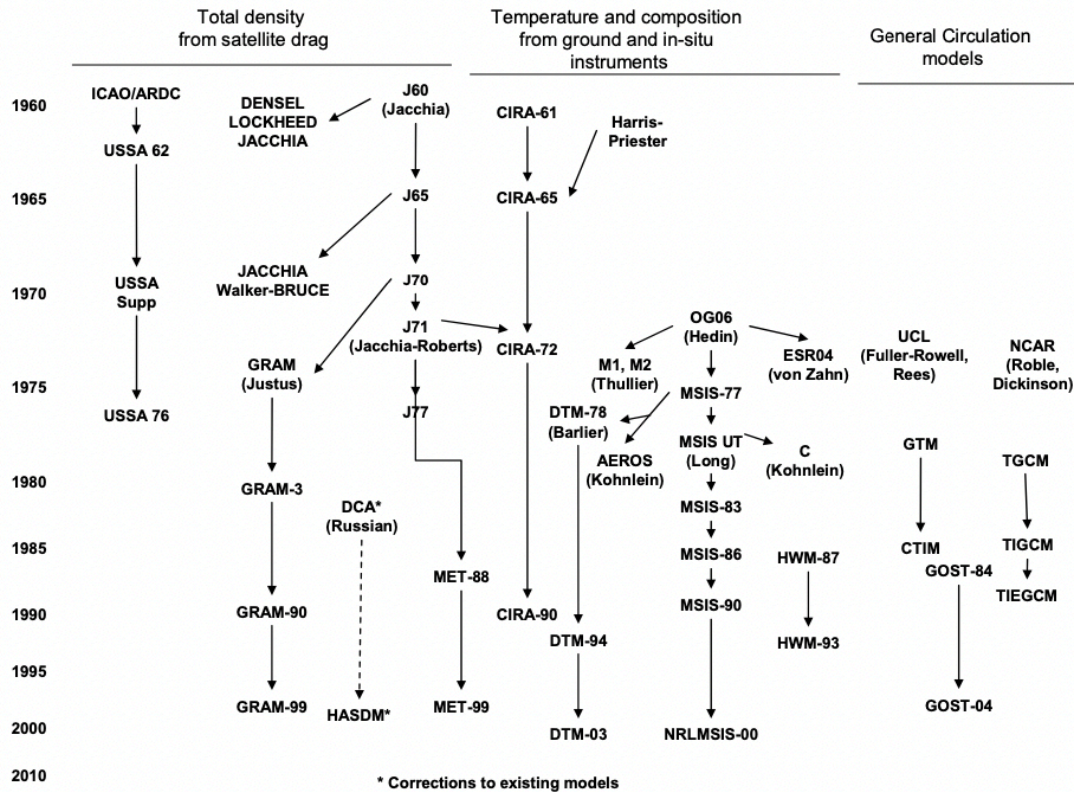 Total density
from satellite drag
Temperature and composition
from ground and in-situ
instruments
General Circulation
models
1960
1965
1970
1975
1980
1985
1990
1995
2000
2010
ICAO/ARDC
USSA 62
USSA
Supp
USSA 76
DENSEL
LOCKHEED
JACCHIA
J60
(Jacchia)
J65
JACCHIA
Walker-BRUCE
J70
J71
(Jacchia-Roberts)
GRAM
(Justus)
J77
GRAM-3
DCA*
(Russian)
MET-88
GRAM-90
GRAM-99
HASDM*
MET-99
CIRA-61
Harris-
Priester
CIRA-65
CIRA-72
OG06
(Hedin)
M1, M2
(Thullier)
ESR04
(von Zahn)
MSIS-77
DTM-78
(Barlier)
AEROS
(Kohnlein)
MSIS UT
(Long)
C
(Kohnlein)
MSIS-83
MSIS-86
HWM-87
MSIS-90
CIRA-90
DTM-94
HWM-93
DTM-03
NRLMSIS-00
UCL
(Fuller-Rowell,
Rees)
NCAR
(Roble,
Dickinson)
GTM
TGCM
CTIM
TIGCM
GOST-84
TIEGCM
GOST-04
* Corrections to existing models